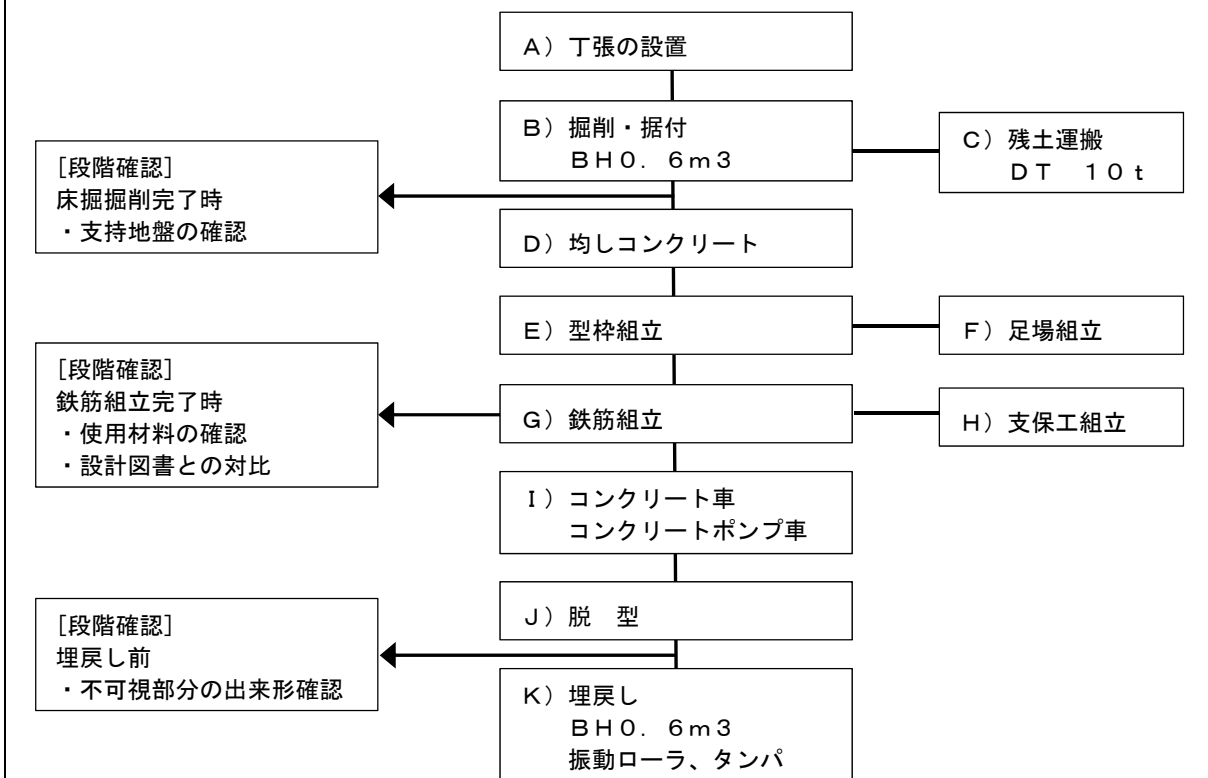 A）丁張の設置
B）掘削・据付
BH0．6m3
C）残土運搬
DT　10t
［段階確認］
床掘掘削完了時
・支持地盤の確認
D）均しコンクリート
E）型枠組立
F）足場組立
［段階確認］
鉄筋組立完了時
・使用材料の確認
・設計図書との対比
G）鉄筋組立
H）支保工組立
I）コンクリート車
コンクリートポンプ車
J）脱　型
［段階確認］
埋戻し前
・不可視部分の出来形確認
K）埋戻し
BH0．6m3
振動ローラ、タンパ